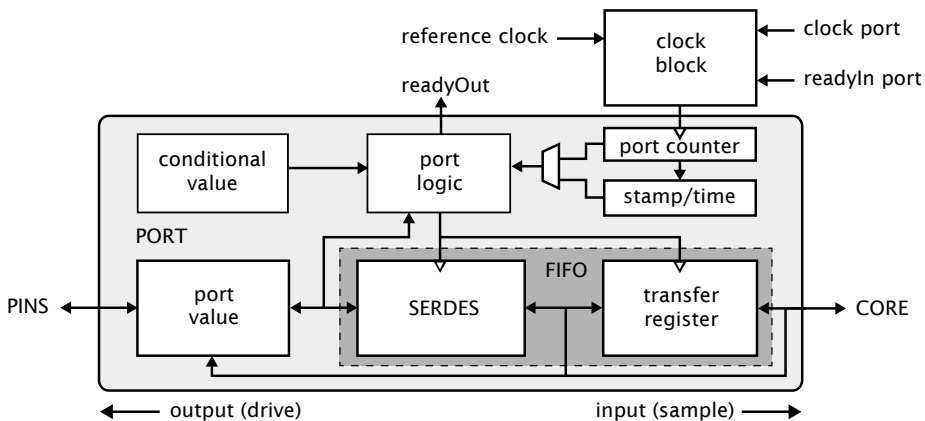 reference clock
clock
block
clock port
readyIn port
readyOut
conditional
value
port
logic
port counter
stamp/time
PORT
FIFO
PINS
port
value
SERDES
transfer
register
CORE
output (drive)
input (sample)